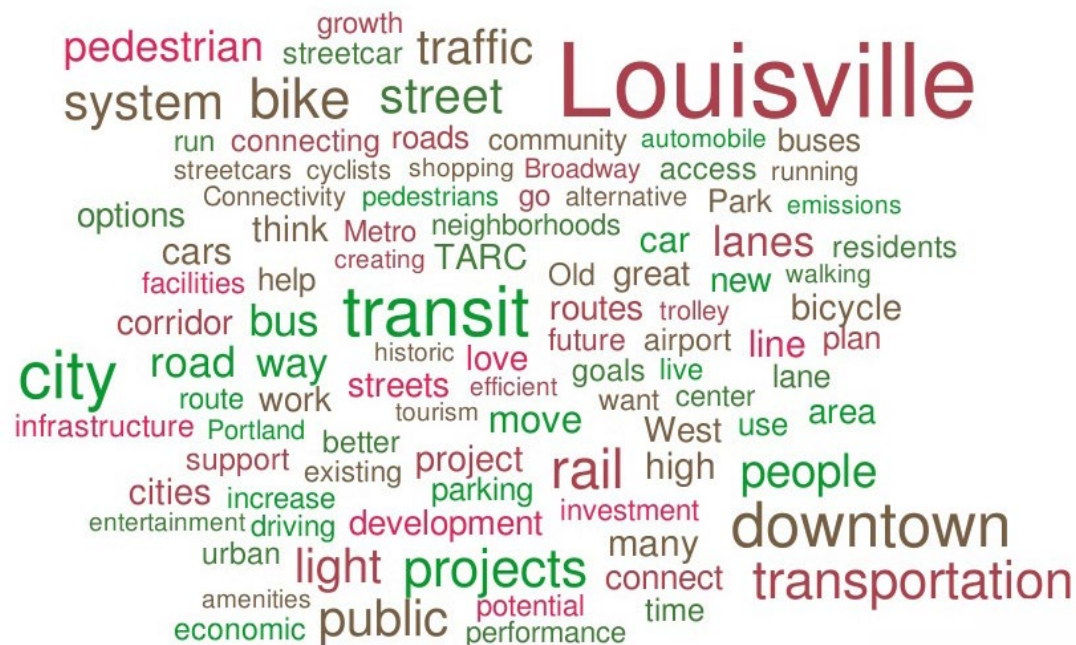 growth
pedestrian streetcar traffic
Louisville
system bike street
run connecting roads community automobile buses
streetcars cyclists shopping Broadway access running
Connectivity pedestrians go alternative Park emissions
options think Metro neighborhoods
cars creating TARC car lanes residents
facilities help Old great new walking
corridor bus transit routes trolley bicycle
future airport line plan
city road way historic love
streets efficient goals live lane
route work tourism move want center area
infrastructure Portland better West use
support existing project rail high people
cities increase parking
entertainment driving development investment downtown
urban light projects many
connect transportation
amenities public potential time
economic performance